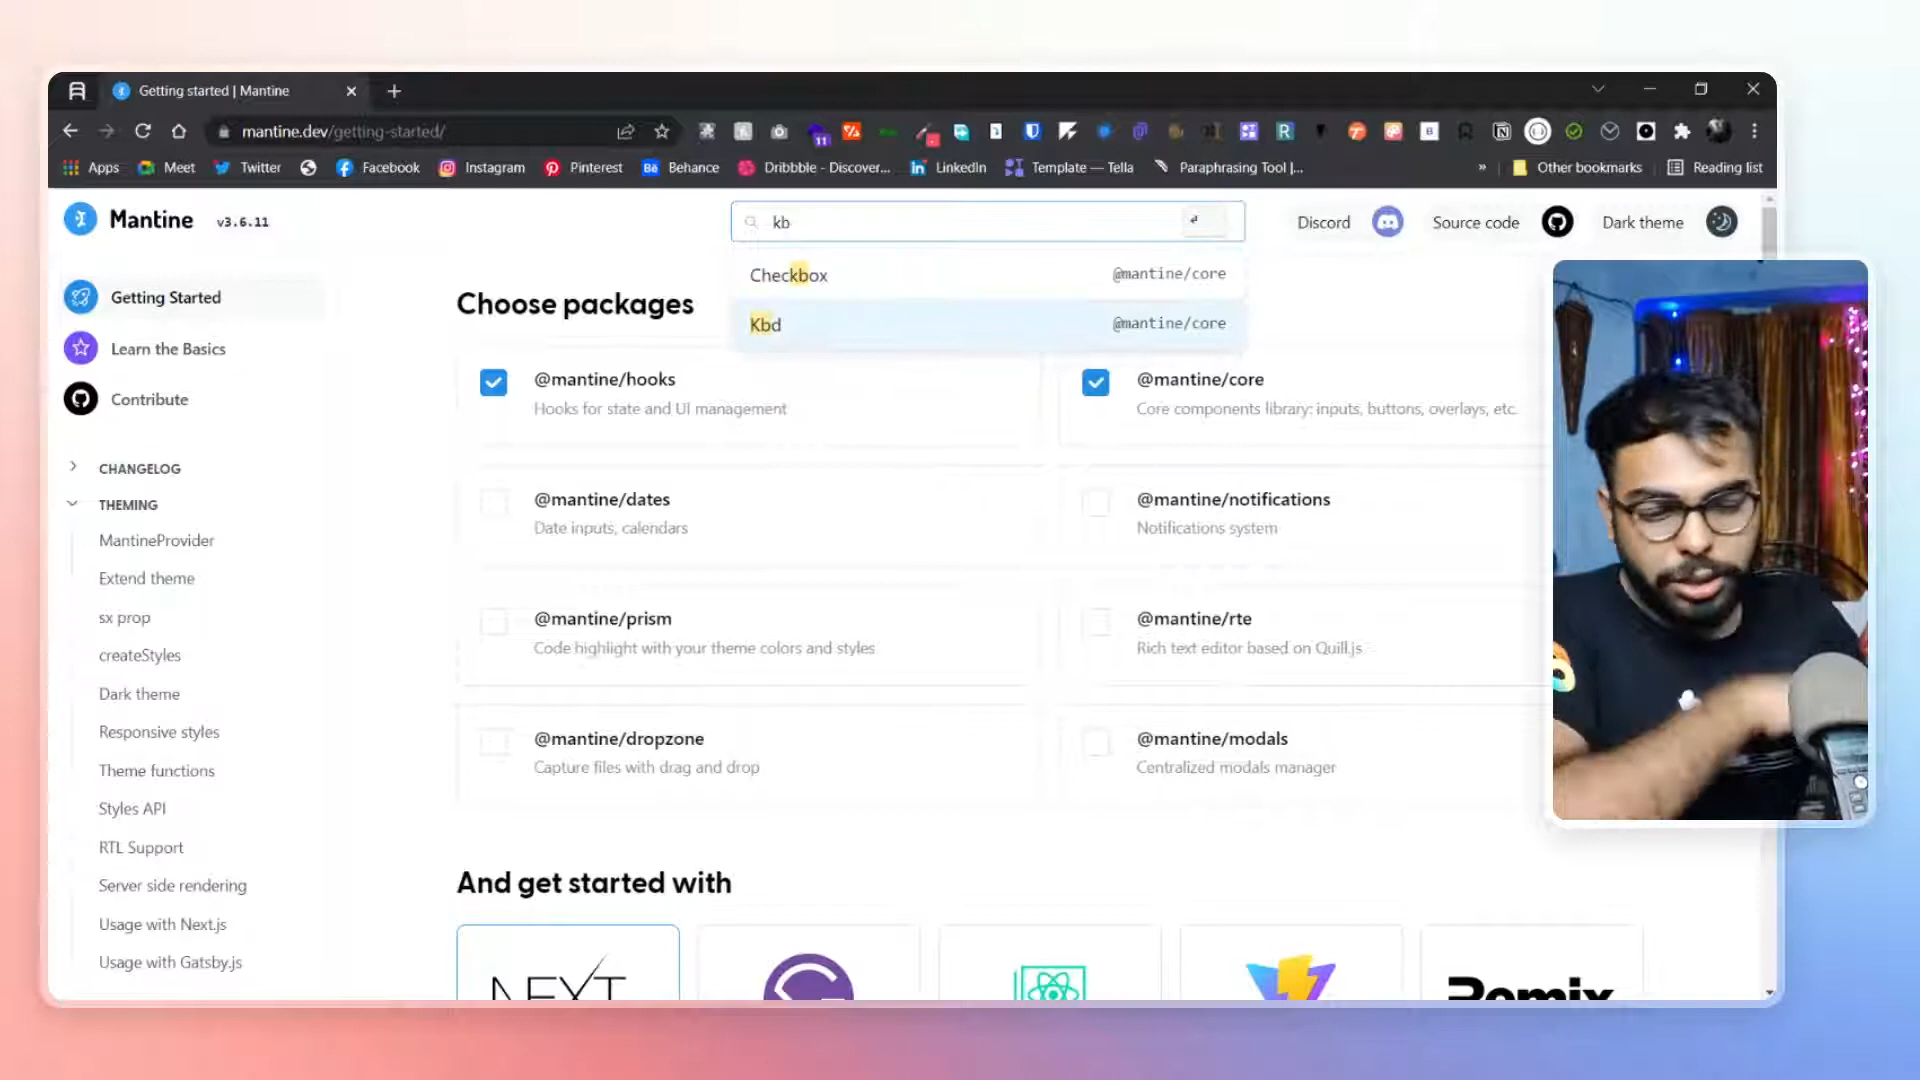 Getting started | Mantine
mantine.dev/getting-started/
11
Apps
Meet
Twitter
Facebook
Instagram
Pinterest
Behance
Dribbble - Discover...
LinkedIn
Template — Tella
Paraphrasing Tool |...
»
Other bookmarks
Reading list
Mantine
v3.6.11
kb
Discord
Source code
Dark theme
Checkbox
@mantine/core
Kbd
@mantine/core
Getting Started
Learn the Basics
Contribute
CHANGELOG
THEMING
MantineProvider
Extend theme
sx prop
createStyles
Dark theme
Responsive styles
Theme functions
Styles API
RTL Support
Server side rendering
Usage with Next.js
Usage with Gatsby.js
Choose packages
@mantine/hooks
Hooks for state and UI management
@mantine/core
Core components library: inputs, buttons, overlays, etc.
@mantine/dates
Date inputs, calendars
@mantine/notifications
Notifications system
@mantine/prism
Code highlight with your theme colors and styles
@mantine/rte
Rich text editor based on Quill.js
@mantine/dropzone
Capture files with drag and drop
@mantine/modals
Centralized modals manager
And get started with
NEXT
Remix